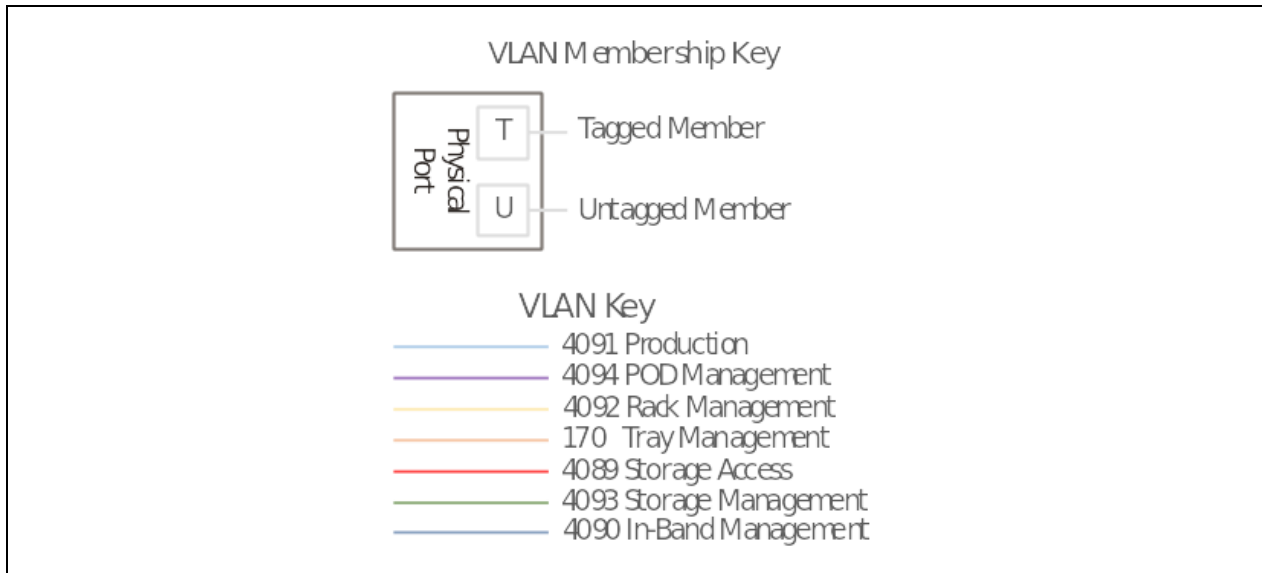 VLAN Membership Key
Physical
Port
T
Tagged Member
U
Untagged Member
VLAN Key
4091 Production
4094 POD Management
4092 Rack Management
170 Tray Management
4089 Storage Access
4093 Storage Management
4090 In-Band Management